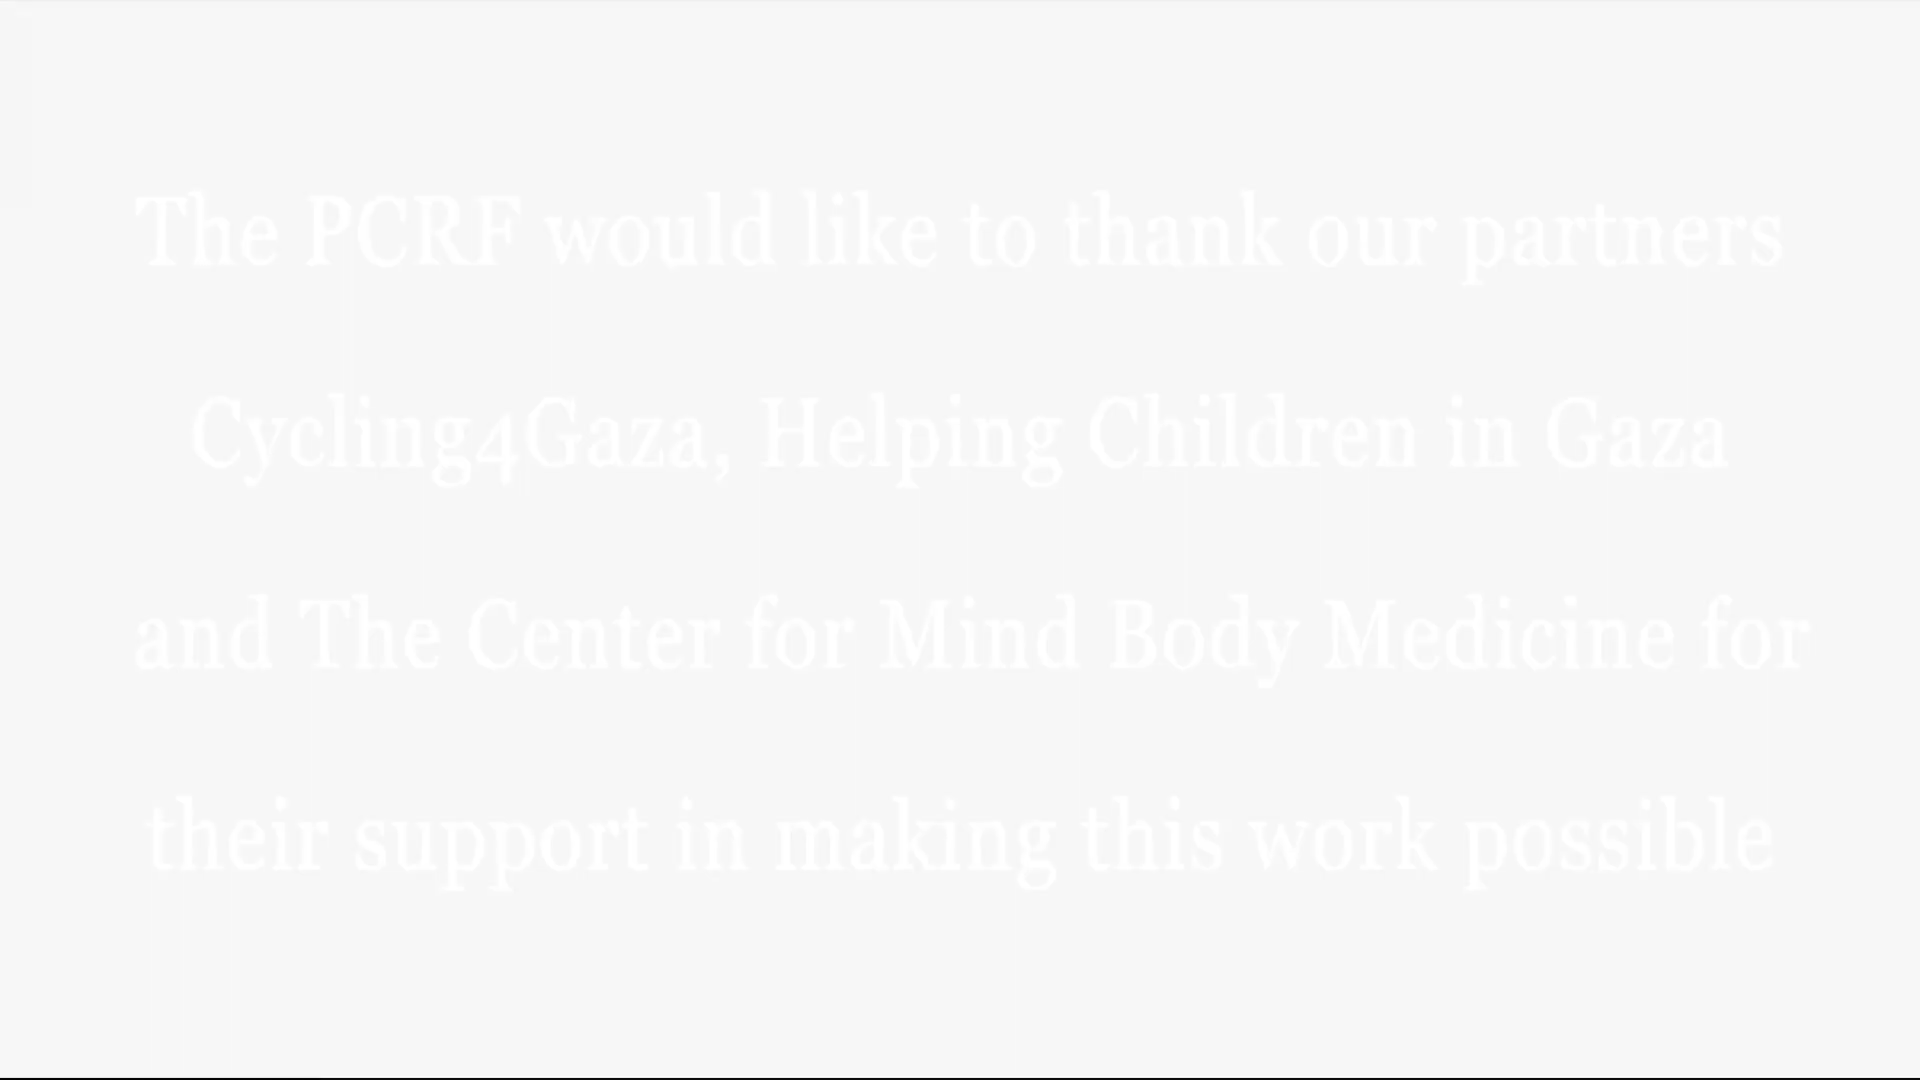 The PCRF would like to thank our partners
Cycling4Gaza, Helping Children in Gaza
and The Center for Mind Body Medicine for
their support in making this work possible